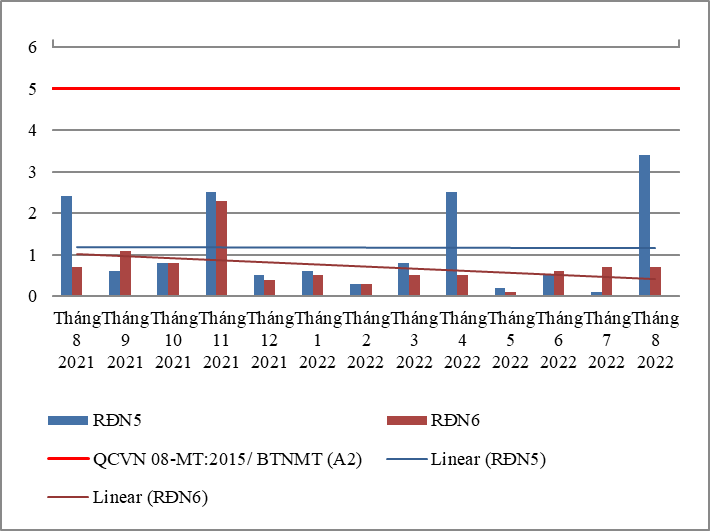 6
5
4
3
2
1
0
Tháng Tháng Tháng Tháng Tháng Tháng Tháng Tháng Tháng Tháng Tháng Tháng Tháng
8 9 10 11 12 1 2 3 4 5 6 7 8
2021 2021 2021 2021 2021 2022 2022 2022 2022 2022 2022 2022 2022
RĐN5 RĐN6
QCVN 08-MT:2015/ BTNMT (A2) Linear (RĐN5)
Linear (RĐN6)